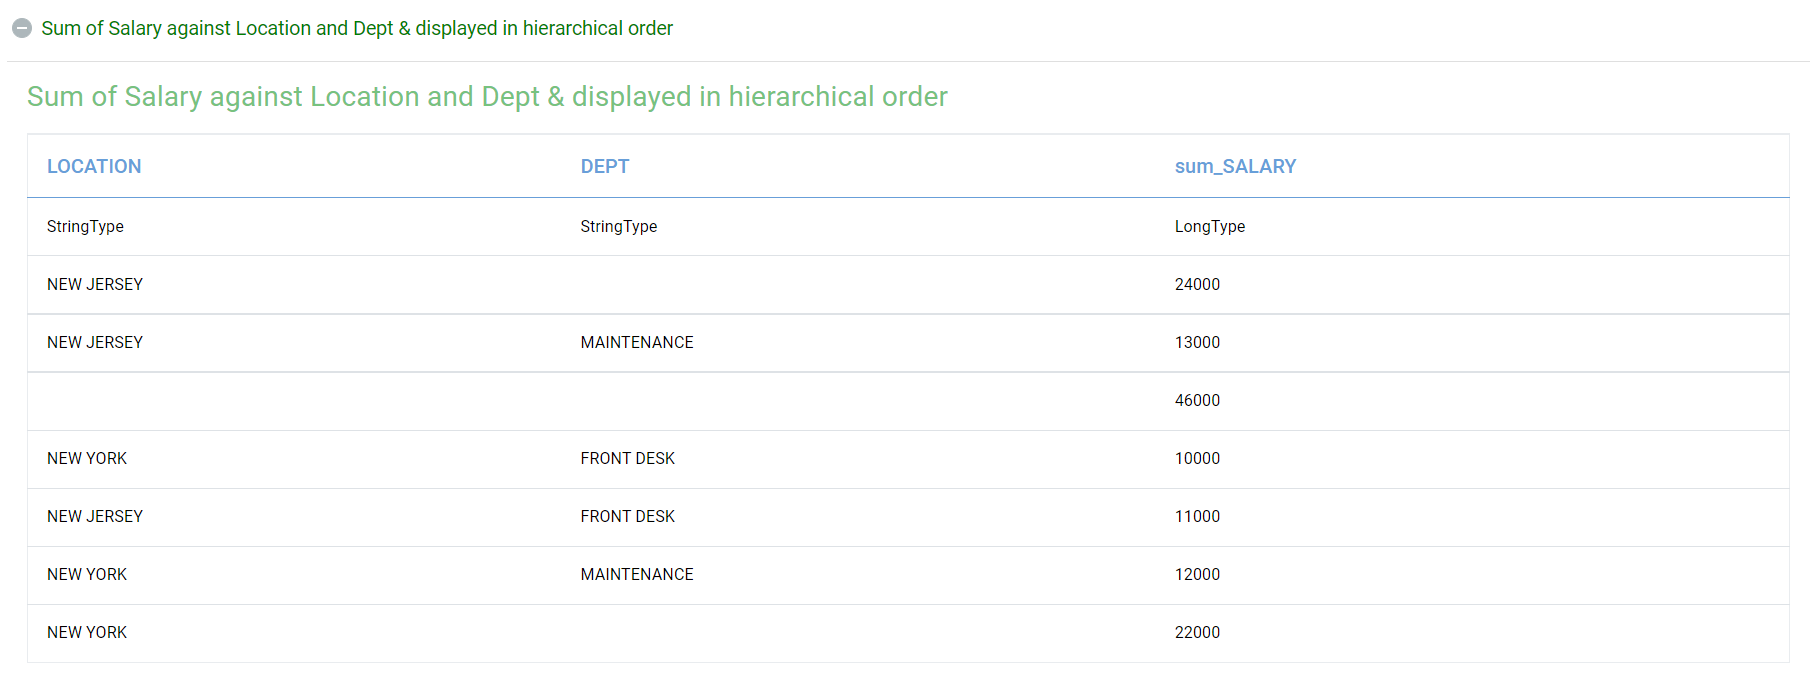 Sum of Salary against Location and Dept & displayed in hierarchical order
Sum of Salary against Location and Dept & displayed in hierarchical order
LOCATION DEPT sum_SALARY
StringType StringType LongType
NEW JERSEY 24000
NEW JERSEY MAINTENANCE 13000
46000
NEW YORK FRONT DESK 10000
NEW JERSEY FRONT DESK 11000
NEW YORK MAINTENANCE 12000
NEW YORK 22000